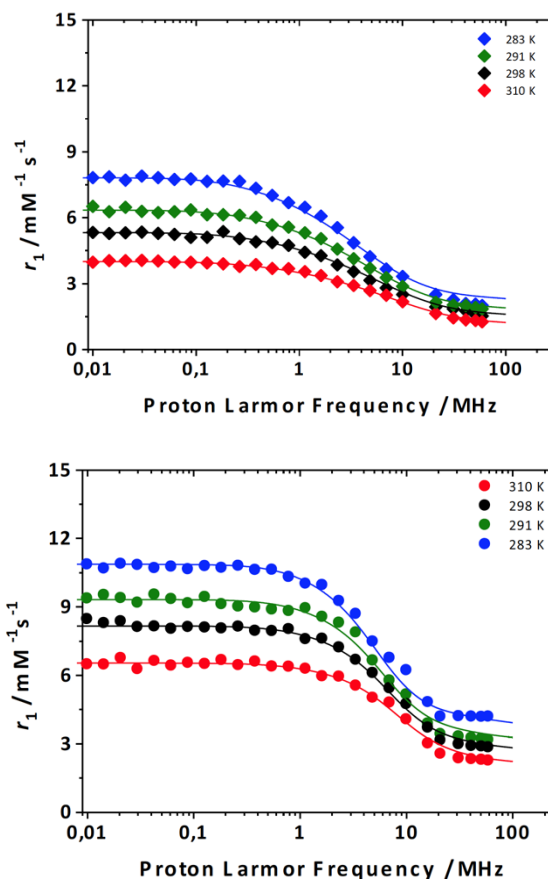 15
283 K
291 K
298 K
310 K
12
9
6
3
0
r₁ /mM⁻¹s⁻¹
0,01 0,1 1 10 100
Proton Larmor Frequency /MHz
15
310 K
298 K
291 K
283 K
12
9
6
3
0
r₁ /mM⁻¹s⁻¹
0,01 0,1 1 10 100
Proton Larmor Frequency /MHz